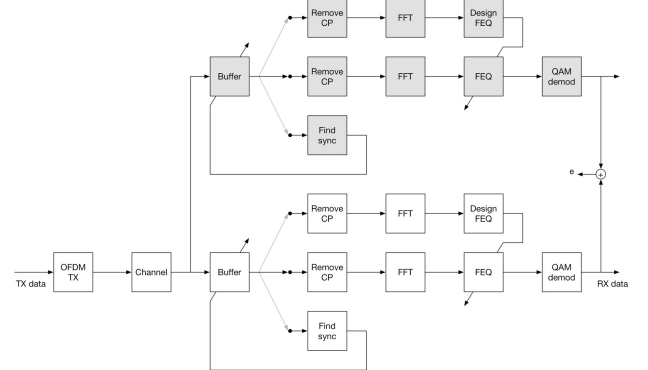 Remove
CP
FFT
Design
FEQ
Buffer
Remove
CP
FFT
FEQ
QAM
demod
Find
sync
e
+
Remove
CP
FFT
Design
FEQ
TX data
OFDM
TX
Channel
Buffer
Remove
CP
FFT
FEQ
QAM
demod
RX data
Find
sync